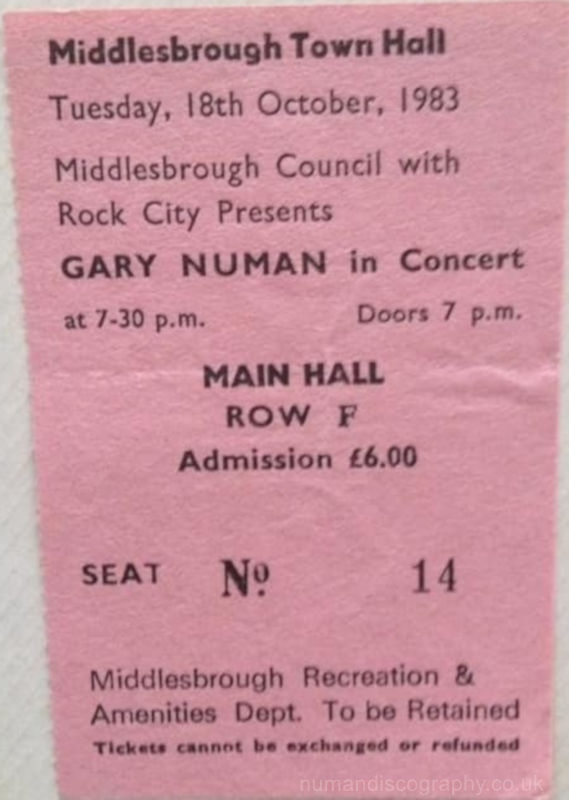 Middlesbrough Town Hall
Tuesday, 18th October, 1983
Middlesbrough Council with
Rock City Presents
GARY NUMAN in Concert
at 7-30 p.m. Doors 7 p.m.
MAIN HALL
ROW F
Admission £6.00
SEAT Nº 14
Middlesbrough Recreation &
Amenities Dept. To be Retained
Tickets cannot be exchanged or refunded
numandiscography.co.uk